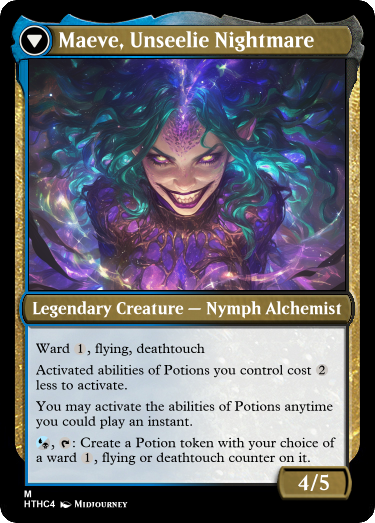 Maeve, Unseelie Nightmare
Legendary Creature — Nymph Alchemist
Ward 1, flying, deathtouch
Activated abilities of Potions you control cost 2
less to activate.
You may activate the abilities of Potions anytime
you could play an instant.
, : Create a Potion token with your choice of
a ward 1, flying or deathtouch counter on it.
4/5
M
HTHC4 Midjourney